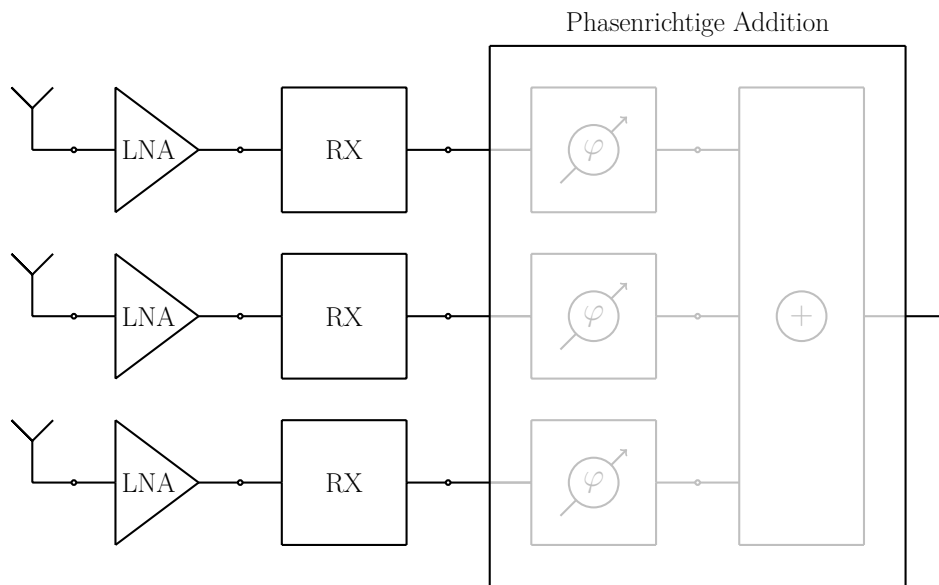 Phasenrichtige Addition
LNA RX φ
LNA RX φ +
LNA RX φ